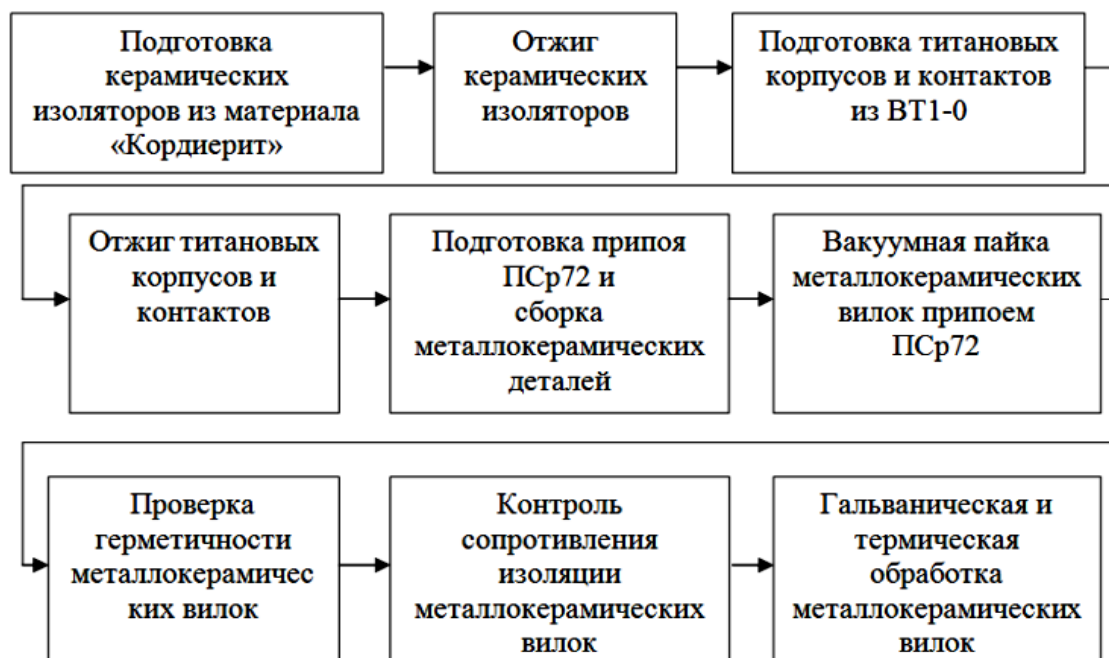 Подготовка
керамических
изоляторов из материала
«Кордиерит»
Отжиг
керамических
изоляторов
Подготовка титановых
корпусов и контактов
из ВТ1-0
Отжиг титановых
корпусов и
контактов
Подготовка припоя
ПСр72 и
сборка
металлокерамических
деталей
Вакуумная пайка
металлокерамических
вилок припоем
ПСр72
Проверка
герметичности
металлокерамичес
ких вилок
Контроль
сопротивления
изоляции
металлокерамических
вилок
Гальваническая и
термическая
обработка
металлокерамических
вилок